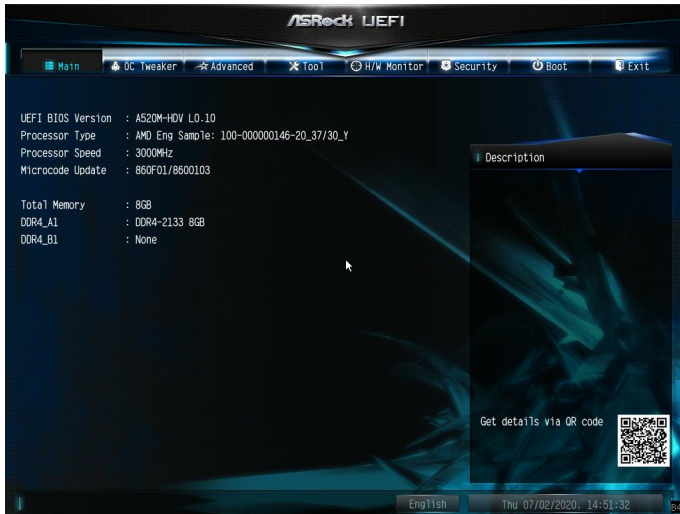 ASRock UEFI
Main OC Tweaker Advanced Tool H/W Monitor Security Boot Exit
UEFI BIOS Version : A520M-HDV L0.10
Processor Type : AMD Eng Sample: 100-000000146-20_37/30_Y
Processor Speed : 3000MHz
Microcode Update : 860F01/8600103
Total Memory : 8GB
DDR4_A1 : DDR4-2133 8GB
DDR4_B1 : None
Description
Get details via QR code
English Thu 07/02/2020. 14:51:32